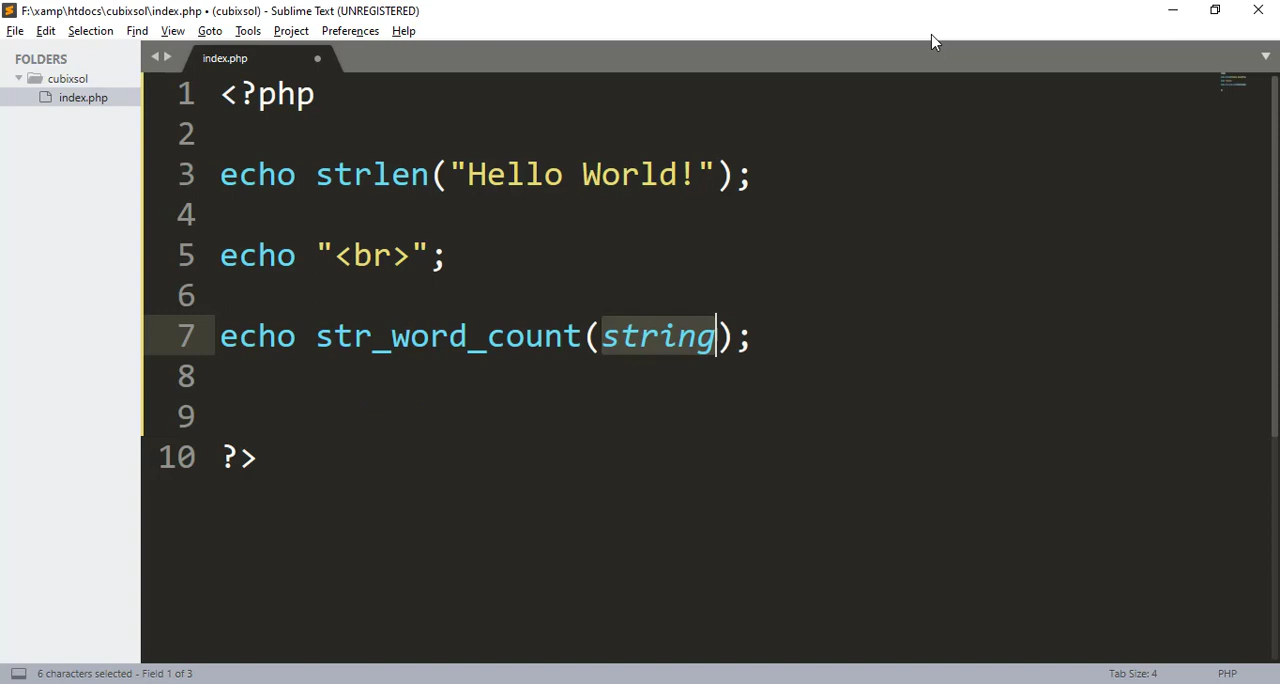 F:\xamp\htdocs\cubixsol\index.php • (cubixsol) - Sublime Text (UNREGISTERED)
File Edit Selection Find View Goto Tools Project Preferences Help
FOLDERS
cubixsol
index.php
index.php
1 <?php
2
3 echo strlen("Hello World!");
4
5 echo "<br>";
6
7 echo str_word_count(string);
8
9
10 ?>
6 characters selected - Field 1 of 3
Tab Size: 4
PHP